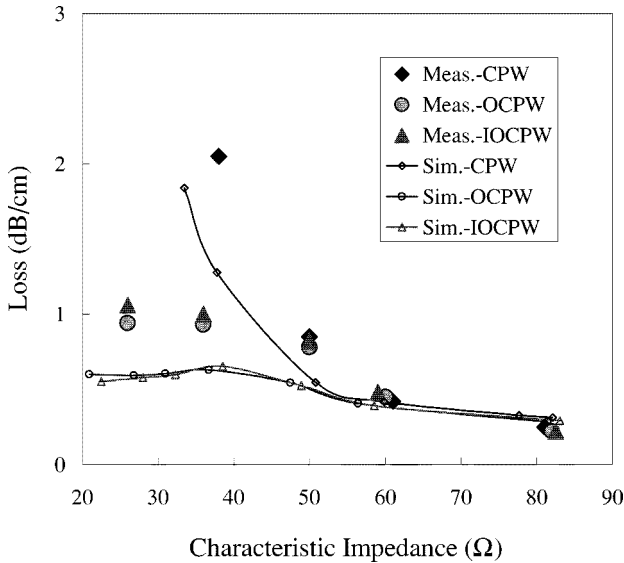 3
2
1
0
Loss (dB/cm)
Meas.-CPW
Meas.-OCPW
Meas.-IOCPW
Sim.-CPW
Sim.-OCPW
Sim.-IOCPW
20 30 40 50 60 70 80 90
Characteristic Impedance (Ω)